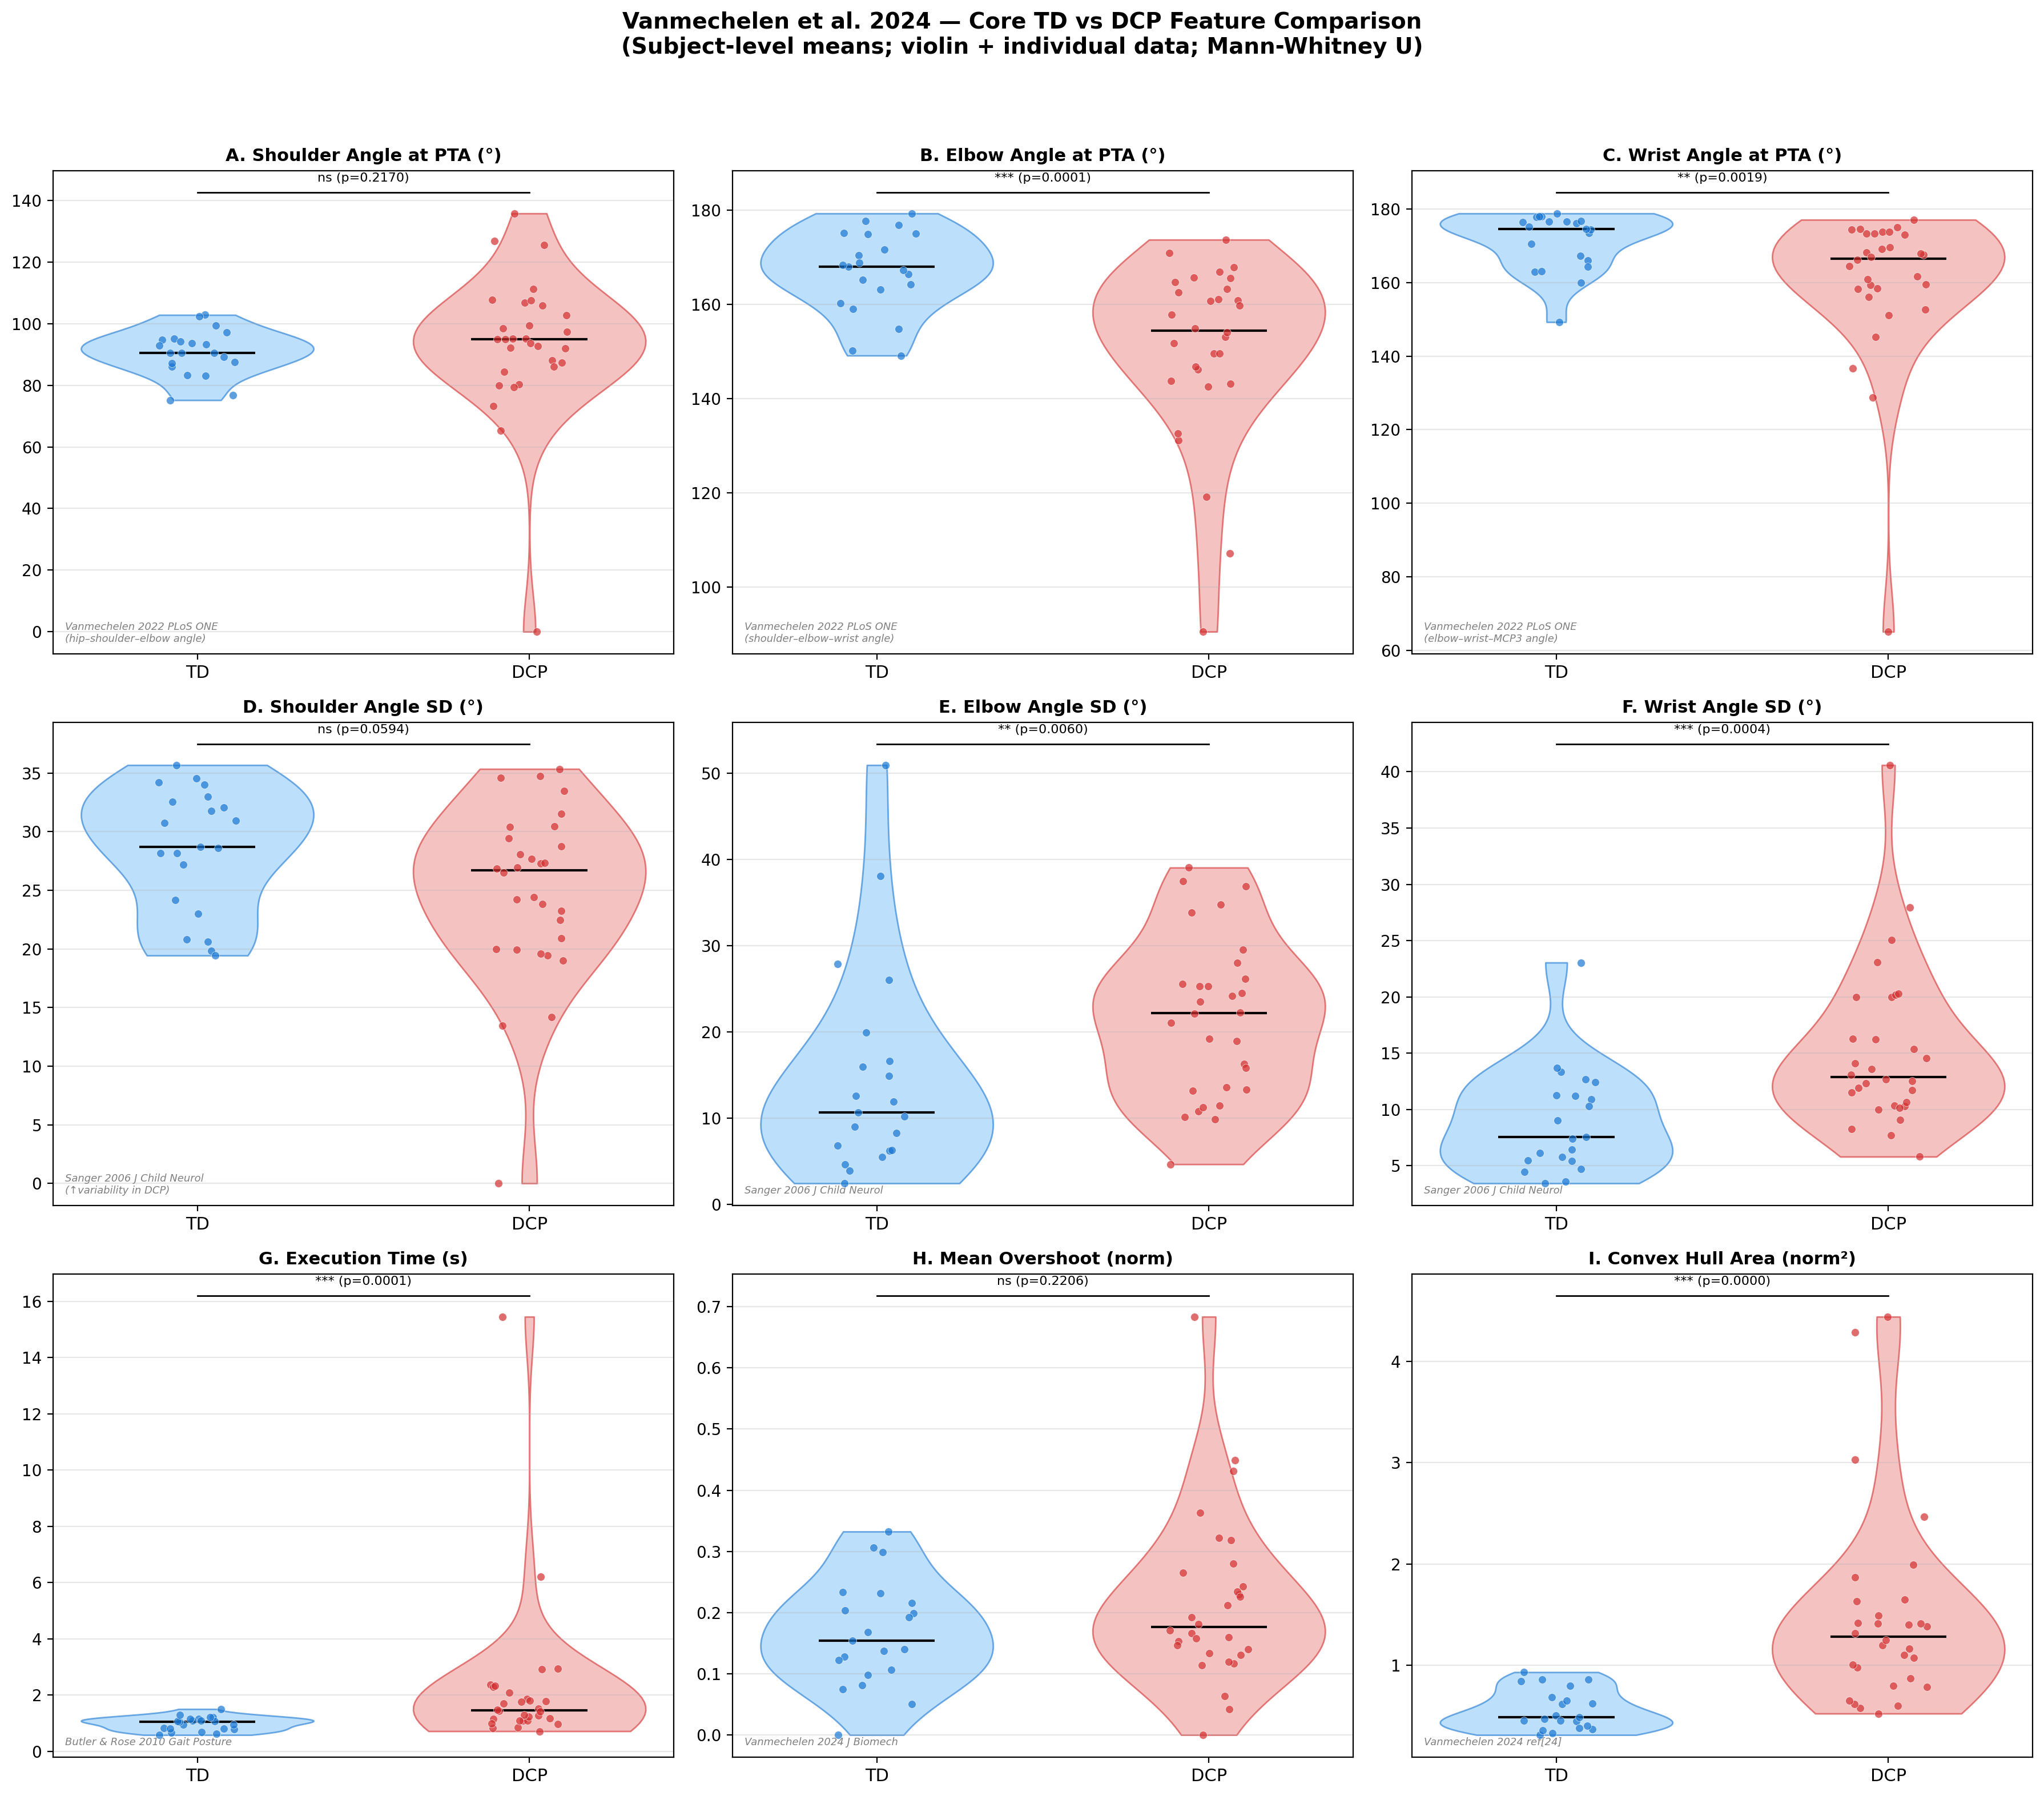 Vanmechelen et al. 2024 — Core TD vs DCP Feature Comparison
(Subject-level means; violin + individual data; Mann-Whitney U)
A. Shoulder Angle at PTA (°)
ns (p=0.2170)
140
120
100
80
60
40
20
0
Vanmechelen 2022 PLoS ONE
(hip–shoulder–elbow angle)
TD
DCP
B. Elbow Angle at PTA (°)
*** (p=0.0001)
180
160
140
120
100
Vanmechelen 2022 PLoS ONE
(shoulder–elbow–wrist angle)
TD
DCP
C. Wrist Angle at PTA (°)
** (p=0.0019)
180
160
140
120
100
80
60
Vanmechelen 2022 PLoS ONE
(elbow–wrist–MCP3 angle)
TD
DCP
D. Shoulder Angle SD (°)
ns (p=0.0594)
35
30
25
20
15
10
5
0
Sanger 2006 J Child Neurol
(↑variability in DCP)
TD
DCP
E. Elbow Angle SD (°)
** (p=0.0060)
50
40
30
20
10
0
Sanger 2006 J Child Neurol
TD
DCP
F. Wrist Angle SD (°)
*** (p=0.0004)
40
35
30
25
20
15
10
5
Sanger 2006 J Child Neurol
TD
DCP
G. Execution Time (s)
*** (p=0.0001)
16
14
12
10
8
6
4
2
0
Butler & Rose 2010 Gait Posture
TD
DCP
H. Mean Overshoot (norm)
ns (p=0.2206)
0.7
0.6
0.5
0.4
0.3
0.2
0.1
0.0
Vanmechelen 2024 J Biomech
TD
DCP
I. Convex Hull Area (norm²)
*** (p=0.0000)
4
3
2
1
Vanmechelen 2024 ref[24]
TD
DCP